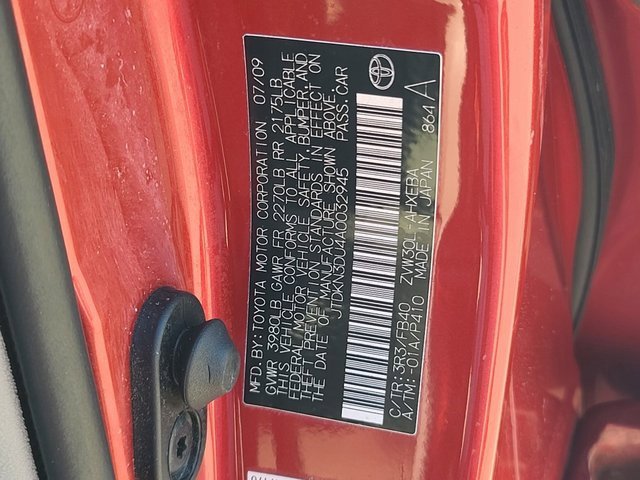 MFD. BY: TOYOTA MOTOR CORPORATION 07/09
GVWR 3980LB GAWR FR 2270LB RR 2175LB
THIS VEHICLE CONFORMS TO ALL APPLICABLE
FEDERAL MOTOR VEHICLE SAFETY, BUMPER, AND
THEFT PREVENTION STANDARDS IN EFFECT ON
THE DATE OF MANUFACTURE SHOWN ABOVE.
JTDKN3DU4A0032945 PASS. CAR
C/TR: 3R3/FB40 ZVW30L-AHXEBA 864 A
A/TM: -01A/P410 MADE IN JAPAN